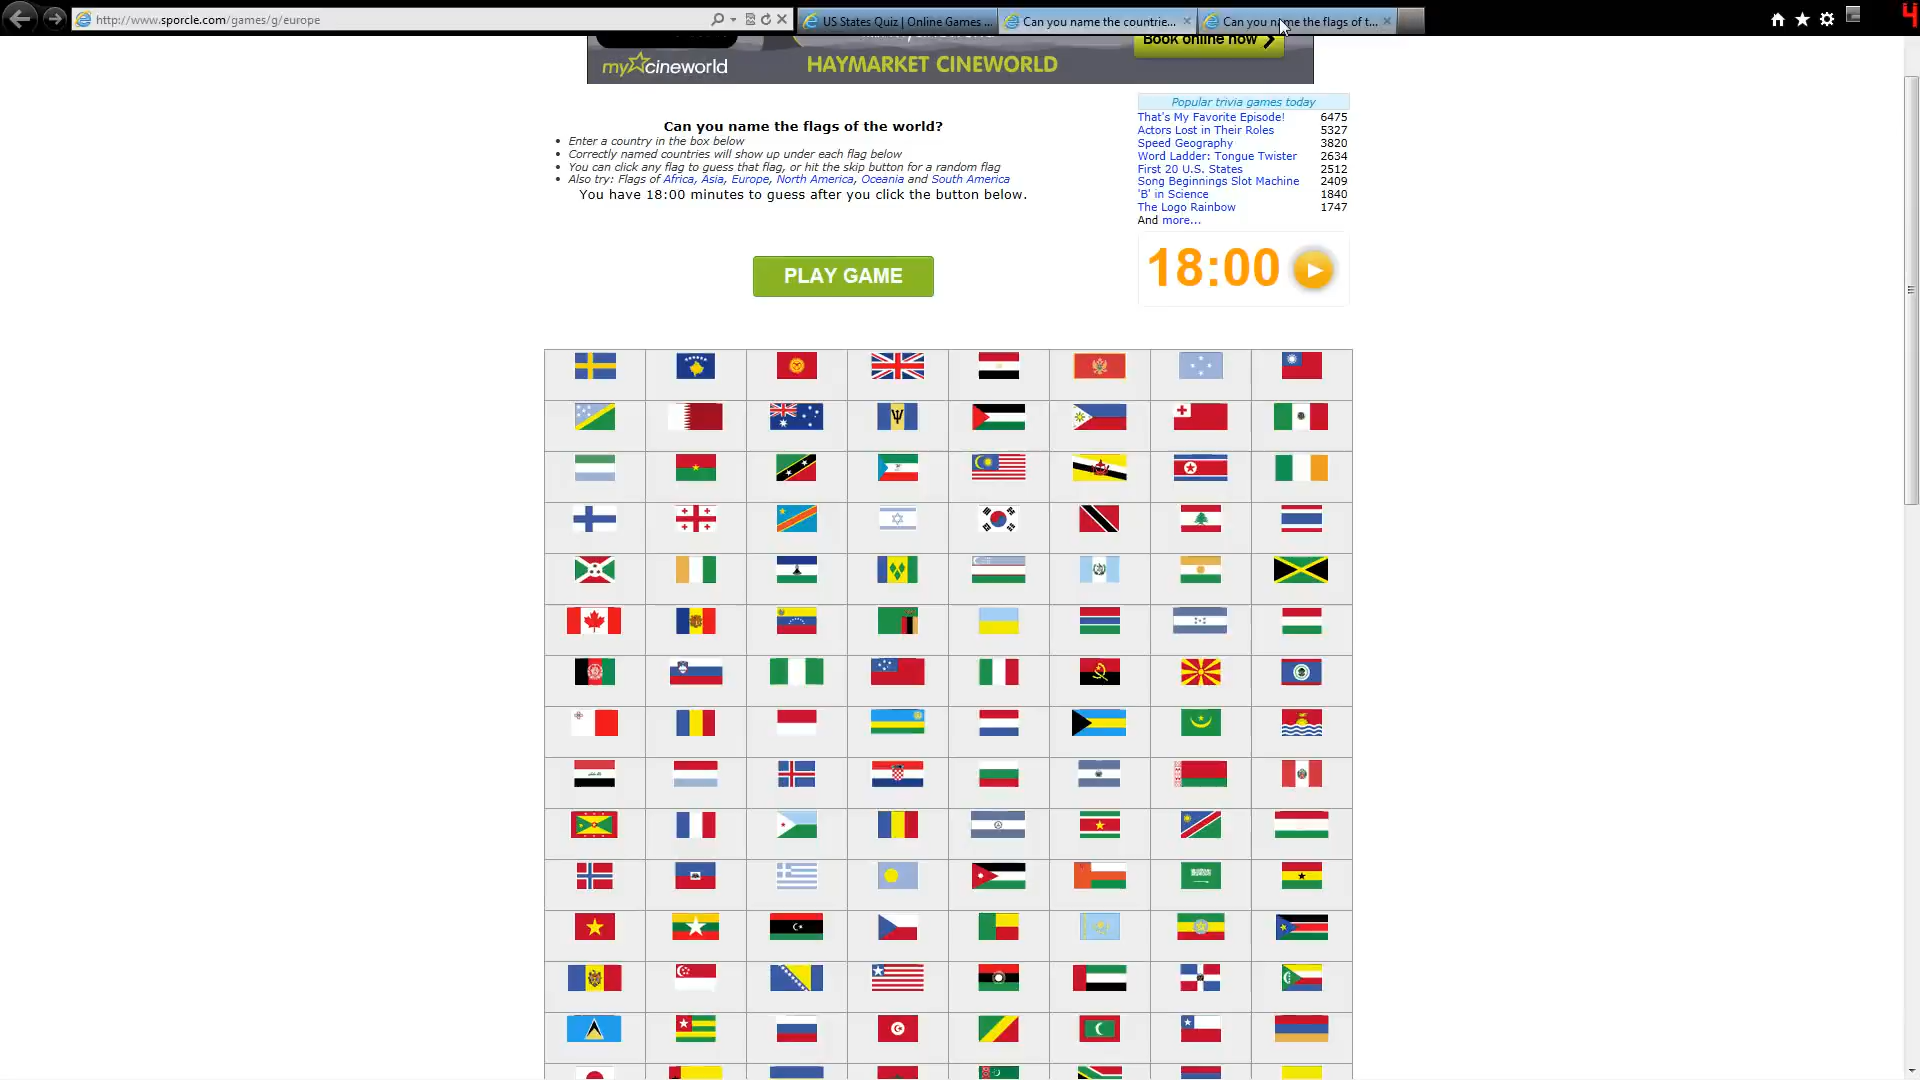 http://www.sporcle.com/games/g/europe
US States Quiz | Online Games ...
Can you name the countrie...
Can you name the flags of t...
4
Book online now
my cineworld
HAYMARKET CINEWORLD
Can you name the flags of the world?
Enter a country in the box below
Correctly named countries will show up under each flag below
You can click any flag to guess that flag, or hit the skip button for a random flag
Also try: Flags of Africa, Asia, Europe, North America, Oceania and South America
You have 18:00 minutes to guess after you click the button below.
PLAY GAME
Popular trivia games today
That's My Favorite Episode! 6475
Actors Lost in Their Roles 5327
Speed Geography 3820
Word Ladder: Tongue Twister 2634
First 20 U.S. States 2512
Song Beginnings Slot Machine 2409
'B' in Science 1840
The Logo Rainbow 1747
And more...
18:00